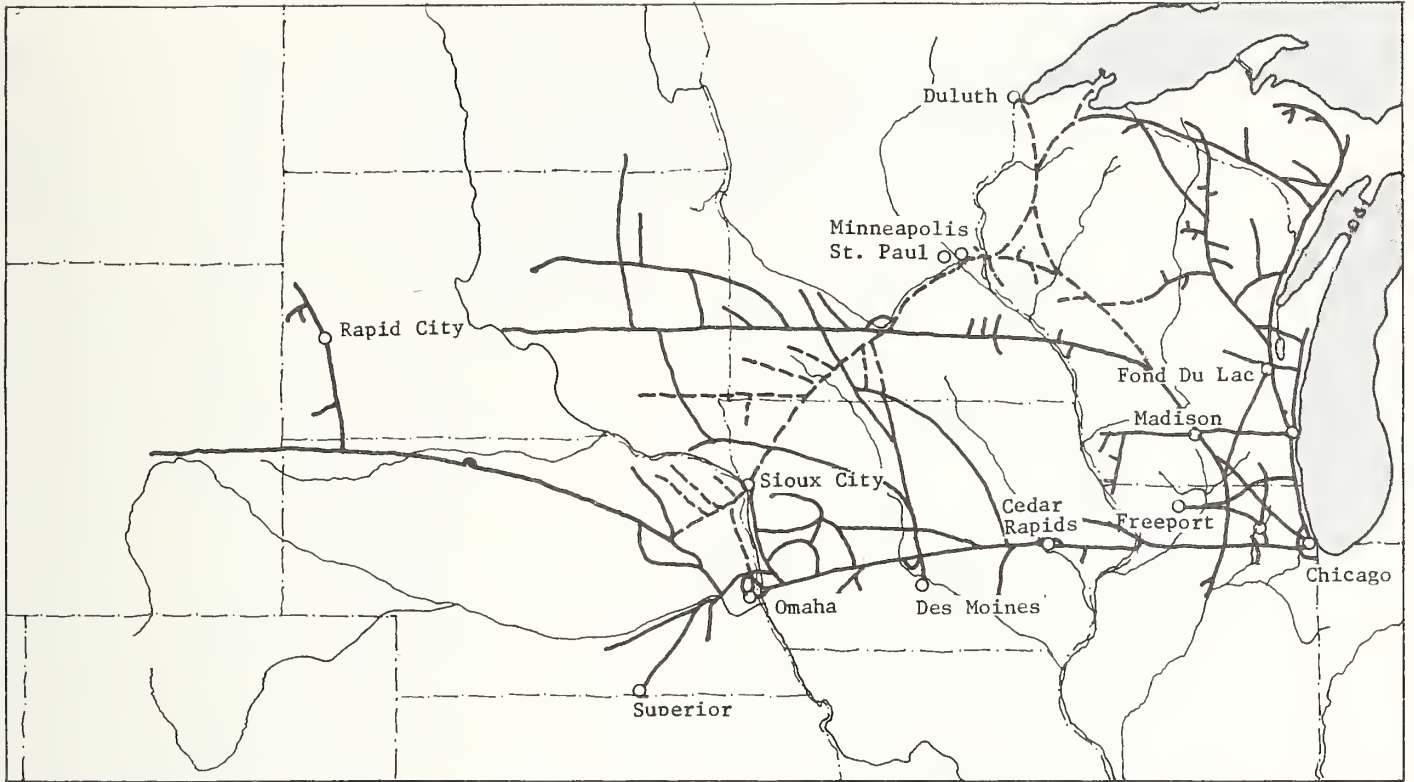 Duluth
Minneapolis
St. Paul
Rapid City
Fond Du Lac
Madison
Sioux City
Cedar
Rapids
Freeport
Chicago
Omaha
Des Moines
Superior